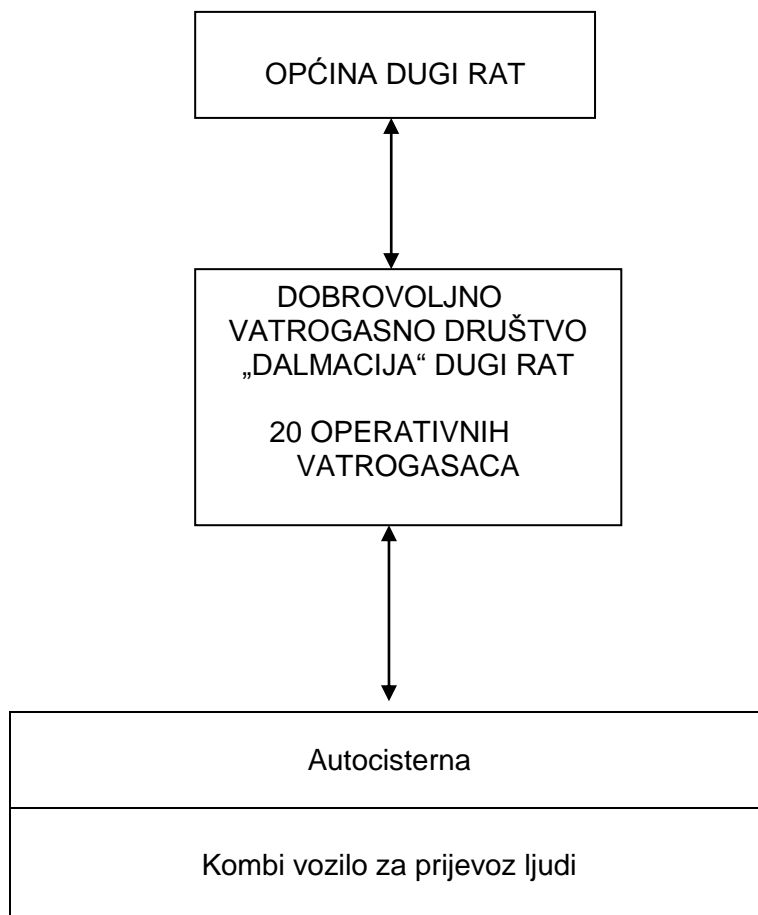 OPĆINA DUGI RAT
DOBROVOLJNO
VATROGASNO DRUŠTVO
„DALMACIJA“ DUGI RAT
20 OPERATIVNIH
VATROGASACA
Autocisterna
Kombi vozilo za prijevoz ljudi